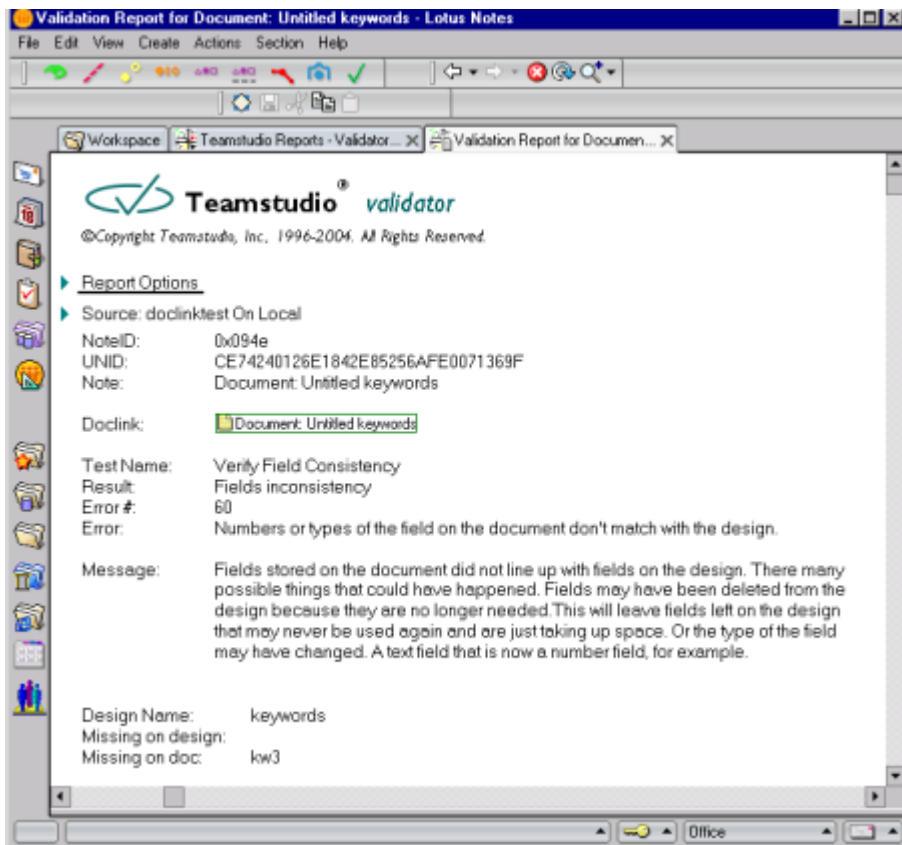 Validation Report for Document: Untitled keywords - Lotus Notes
File Edit View Create Actions Section Help
Workspace Teamstudio Reports - Validator... Validation Report for Documen...
Teamstudio® validator
©Copyright Teamstudio, Inc, 1996-2004. All Rights Reserved.
Report Options
Source: doclinktest On Local
NoteID: 0x094e
UNID: CE74240126E1842E85256AFE0071369F
Note: Document: Untitled keywords
Doclink: Document: Untitled keywords
Test Name: Verify Field Consistency
Result: Fields inconsistency
Error #: 60
Error: Numbers or types of the field on the document don't match with the design.
Message: Fields stored on the document did not line up with fields on the design. There many
possible things that could have happened. Fields may have been deleted from the
design because they are no longer needed.This will leave fields left on the design
that may never be used again and are just taking up space. Or the type of the field
may have changed. A text field that is now a number field, for example.
Design Name: keywords
Missing on design:
Missing on doc: kw3
Office